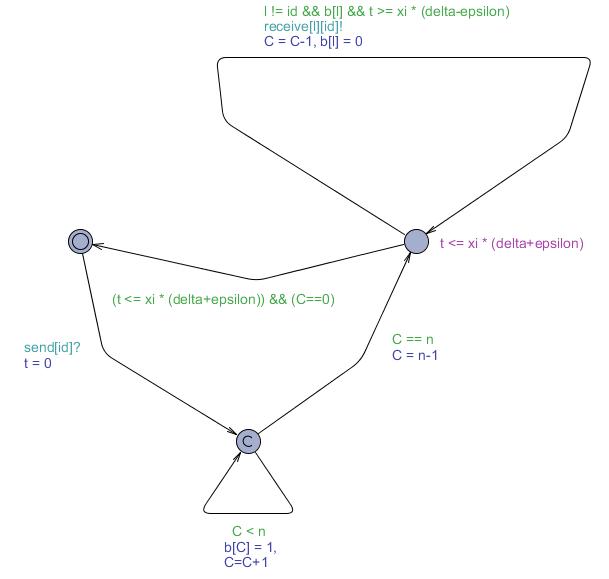 l != id && b[l] && t >= xi * (delta-epsilon)
receive[l][id]!
C = C-1, b[l] = 0
t <= xi * (delta+epsilon)
(t <= xi * (delta+epsilon)) && (C==0)
send[id]?
t = 0
C == n
C = n-1
C
C < n
b[C] = 1,
C=C+1